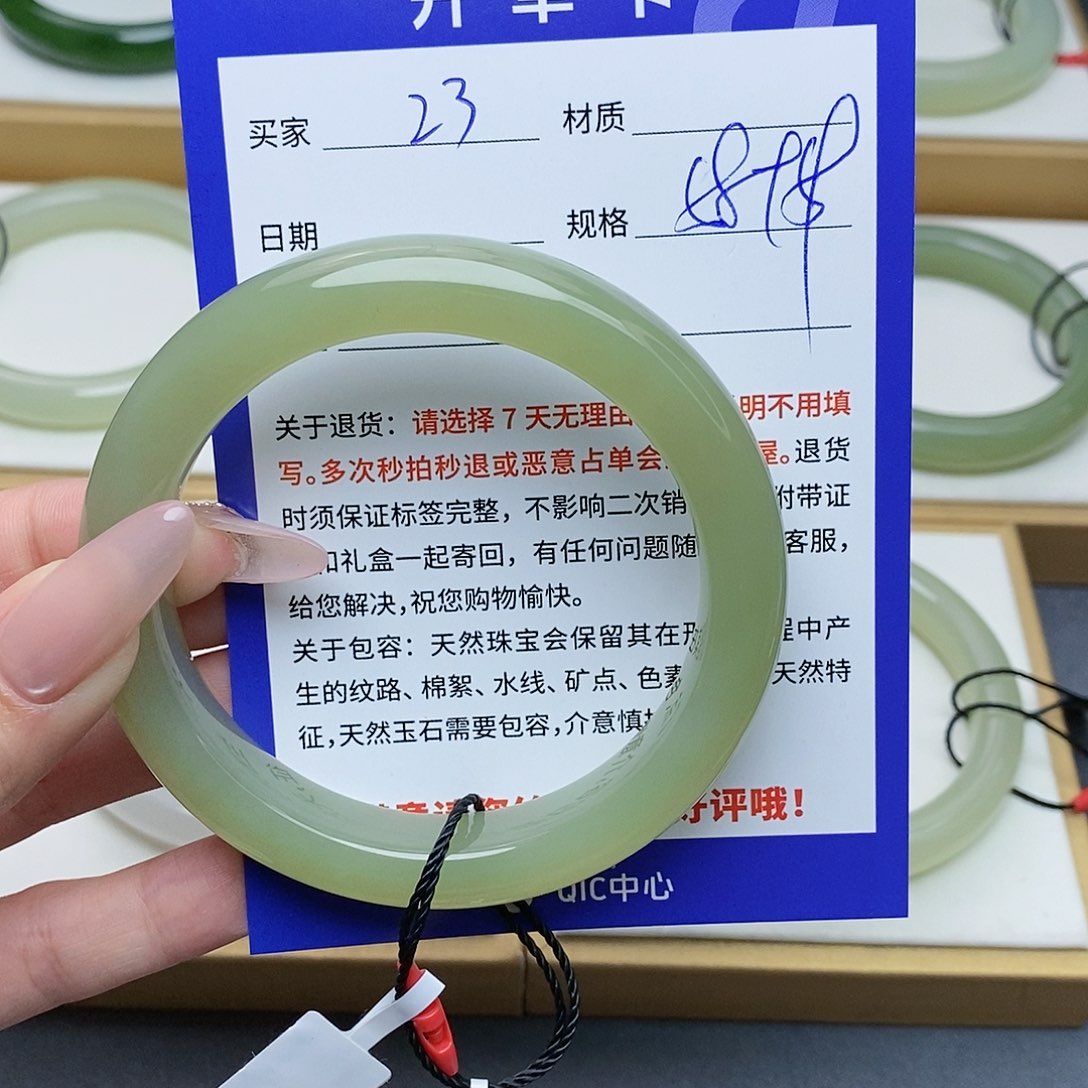 买家 23 材质
日期 规格
关于退货：请选择7天无理由 明不用填
写。多次秒拍秒退或恶意占单会 屋。退货
时须保证标签完整，不影响二次销 附带证
和礼盒一起寄回，有任何问题随 客服，
给您解决，祝您购物愉快。
关于包容：天然珠宝会保留其在形 程中产
生的纹路、棉絮、水线、矿点、色素 天然特
征，天然玉石需要包容，介意慎
好评哦！
QIC中心